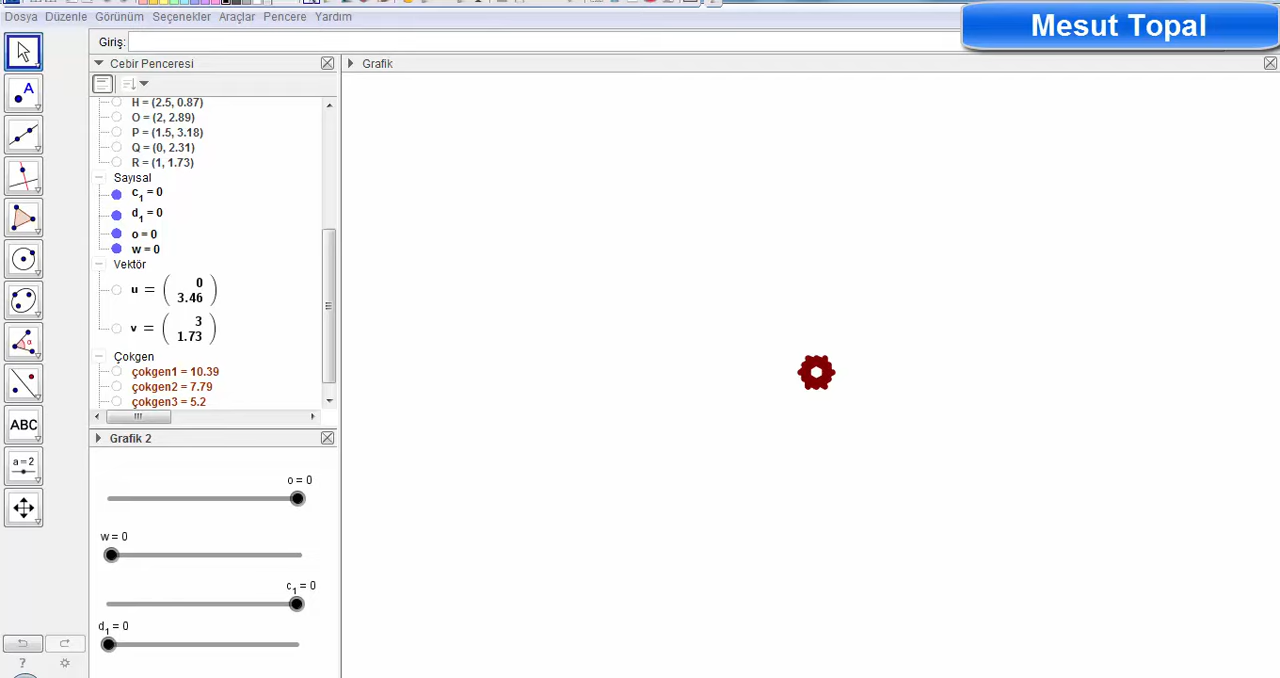 Dosya Düzenle Görünüm Seçenekler Araçlar Pencere Yardım
Mesut Topal
Giriş:
Cebir Penceresi
Grafik
H = (2.5, 0.87)
O = (2, 2.89)
P = (1.5, 3.18)
Q = (0, 2.31)
R = (1, 1.73)
Sayısal
c1 = 0
d1 = 0
o = 0
w = 0
Vektör
u = ( 0
3.46 )
v = ( 3
1.73 )
Çokgen
çokgen1 = 10.39
çokgen2 = 7.79
çokgen3 = 5.2
Grafik 2
o = 0
w = 0
c1 = 0
d1 = 0
A
α
ABC
a = 2
?